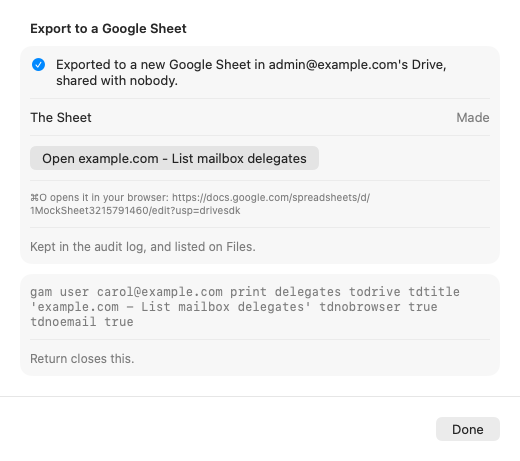 Export to a Google Sheet
Exported to a new Google Sheet in admin@example.com's Drive,
shared with nobody.
The Sheet
Made
Open example.com - List mailbox delegates
⌘O opens it in your browser: https://docs.google.com/spreadsheets/d/
1MockSheet3215791460/edit?usp=drivesdk
Kept in the audit log, and listed on Files.
gam user carol@example.com print delegates todrive tdtitle
'example.com - List mailbox delegates' tdnobrowser true
tdnoemail true
Return closes this.
Done